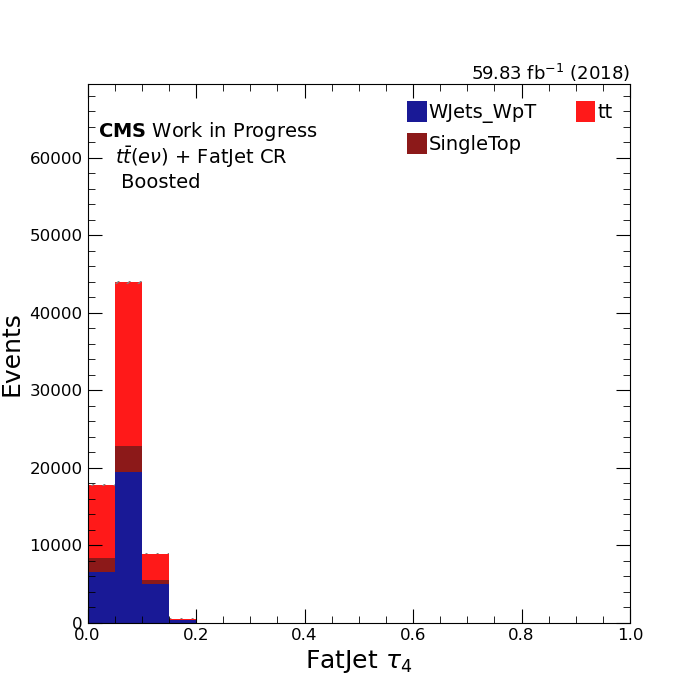 59.83 fb⁻¹ (2018)
WJets_WpT tt
SingleTop
CMS Work in Progress
tt̄(eν) + FatJet CR
Boosted
60000
50000
40000
30000
20000
10000
0
Events
0.0 0.2 0.4 0.6 0.8 1.0
FatJet τ₄